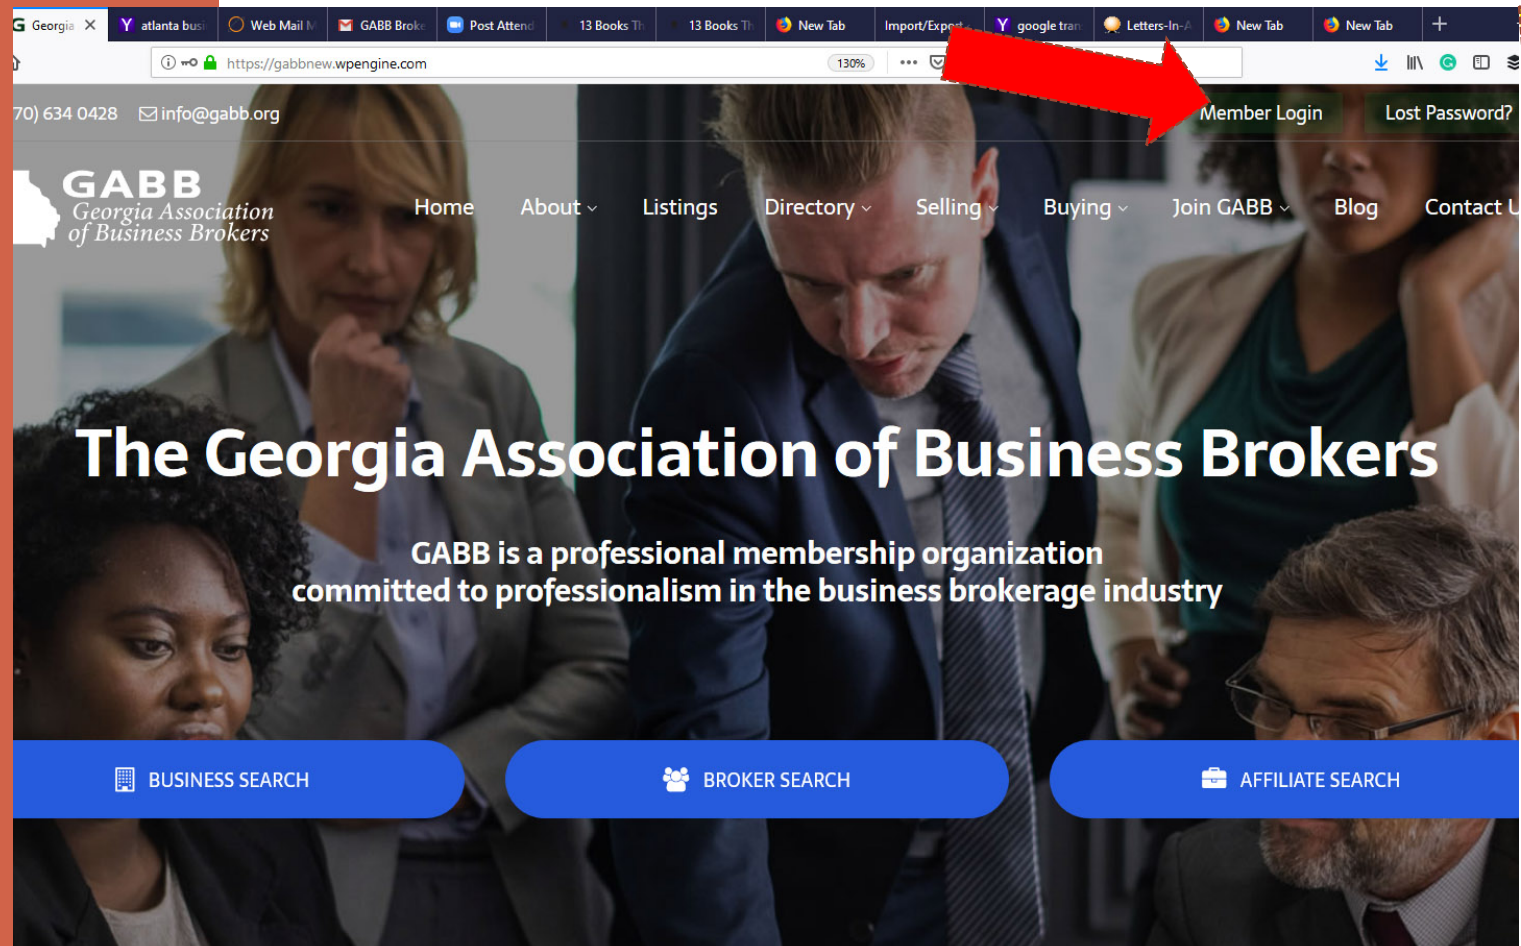 G Georgia
Y atlanta busi
Web Mail M
GABB Broke
Post Attend
13 Books Th
13 Books Th
New Tab
Import/Export
Y google tran
Letters-In-A
New Tab
New Tab
https://gabbnew.wpengine.com
130%
70) 634 0428
info@gabb.org
Member Login
Lost Password?
GABB
Georgia Association
of Business Brokers
Home
About
Listings
Directory
Selling
Buying
Join GABB
Blog
Contact U
The Georgia Association of Business Brokers
GABB is a professional membership organization
committed to professionalism in the business brokerage industry
BUSINESS SEARCH
BROKER SEARCH
AFFILIATE SEARCH